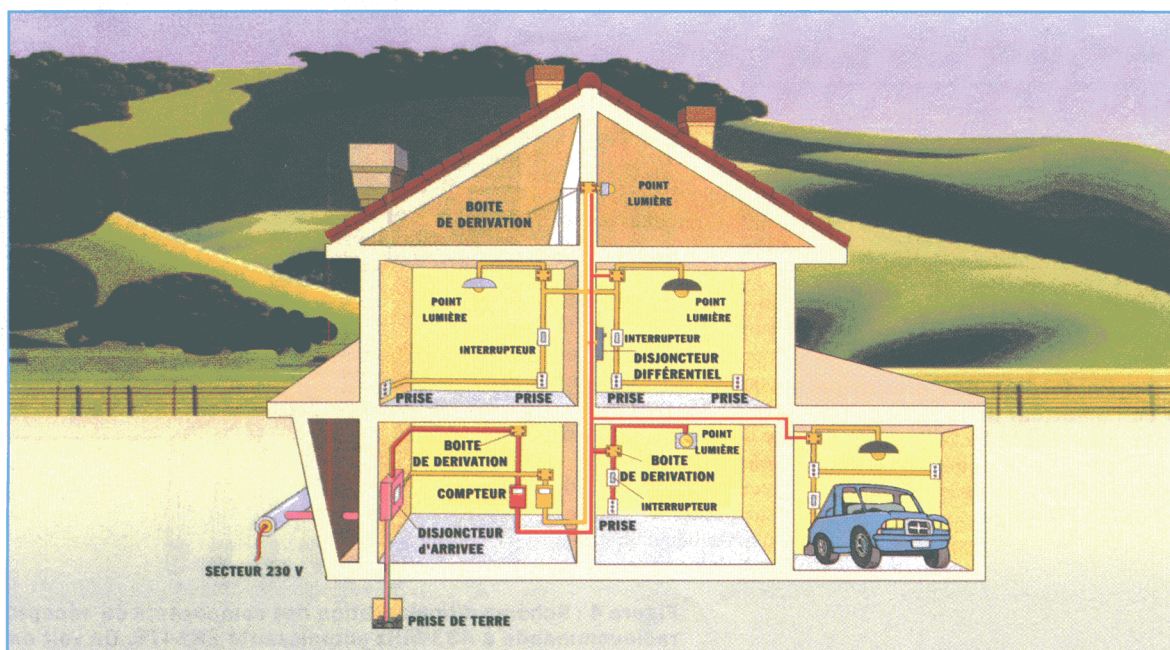 POINT
LUMIÈRE
BOITE
DE DERIVATION
POINT
LUMIÈRE
POINT
LUMIÈRE
INTERRUPTEUR
INTERRUPTEUR
DISJONCTEUR
DIFFÉRENTIEL
PRISE
PRISE
PRISE
PRISE
BOITE
DE DERIVATION
POINT
LUMIÈRE
BOITE
DE DERIVATION
COMPTEUR
INTERRUPTEUR
PRISE
DISJONCTEUR
d'ARRIVEE
SECTEUR 230 V
PRISE DE TERRE